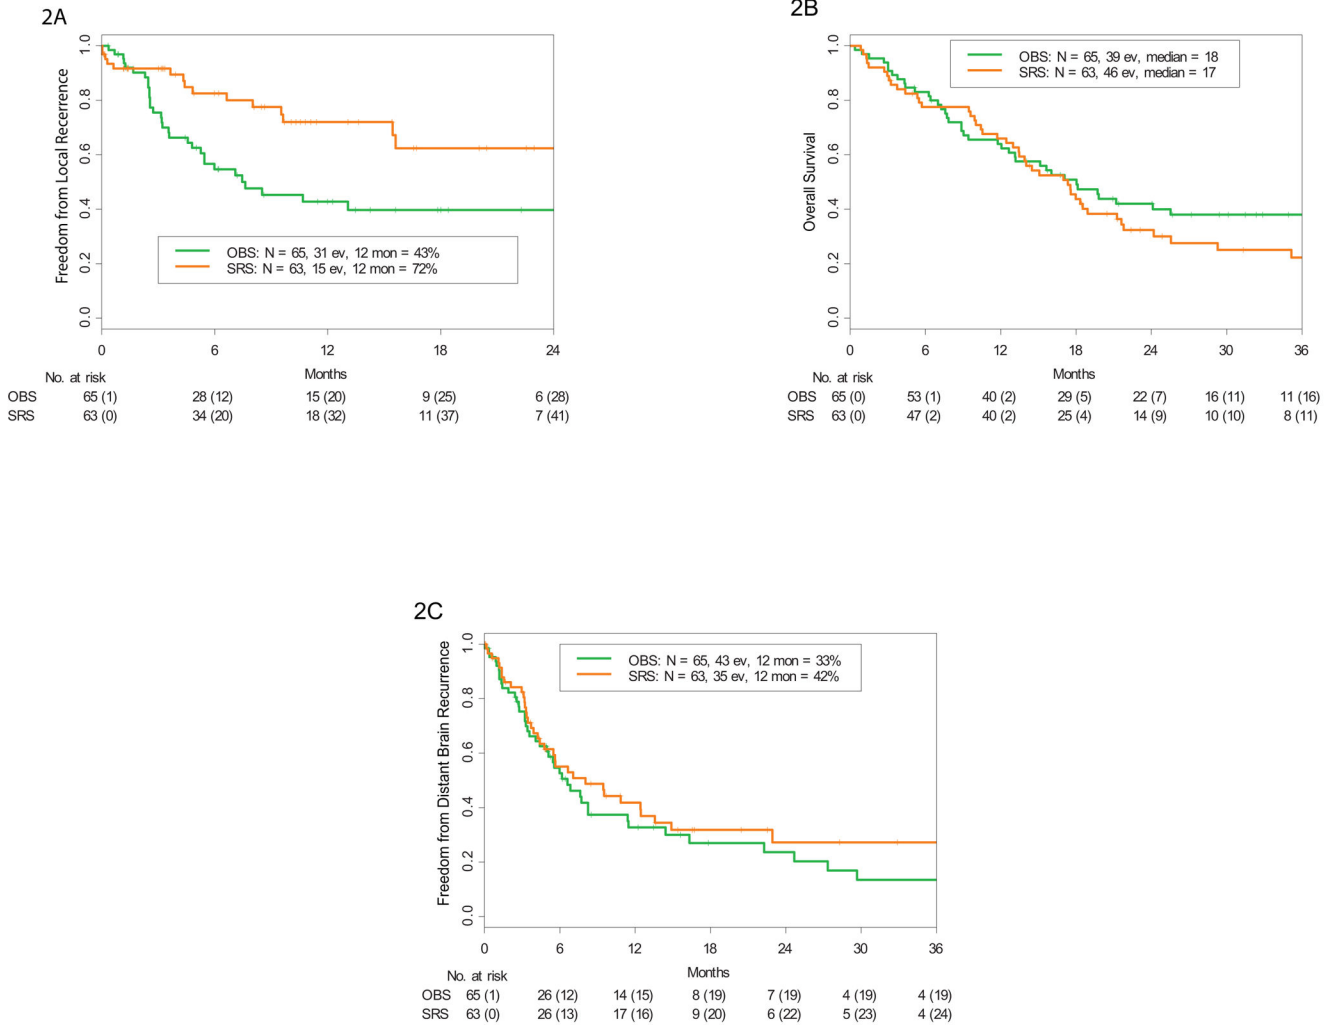 2A
Freedom from Local Recerrence
1.0
0.8
0.6
0.4
0.2
0.0
OBS: N = 65, 31 ev, 12 mon = 43%
SRS: N = 63, 15 ev, 12 mon = 72%
0 6 12 18 24
Months
No. at risk
OBS 65 (1) 28 (12) 15 (20) 9 (25) 6 (28)
SRS 63 (0) 34 (20) 18 (32) 11 (37) 7 (41)
2B
Overall Survival
1.0
0.8
0.6
0.4
0.2
0.0
OBS: N = 65, 39 ev, median = 18
SRS: N = 63, 46 ev, median = 17
0 6 12 18 24 30 36
Months
No. at risk
OBS 65 (0) 53 (1) 40 (2) 29 (5) 22 (7) 16 (11) 11 (16)
SRS 63 (0) 47 (2) 40 (2) 25 (4) 14 (9) 10 (10) 8 (11)
2C
Freedom from Distant Brain Recurrence
1.0
0.8
0.6
0.4
0.2
0.0
OBS: N = 65, 43 ev, 12 mon = 33%
SRS: N = 63, 35 ev, 12 mon = 42%
0 6 12 18 24 30 36
Months
No. at risk
OBS 65 (1) 26 (12) 14 (15) 8 (19) 7 (19) 4 (19) 4 (19)
SRS 63 (0) 26 (13) 17 (16) 9 (20) 6 (22) 5 (23) 4 (24)